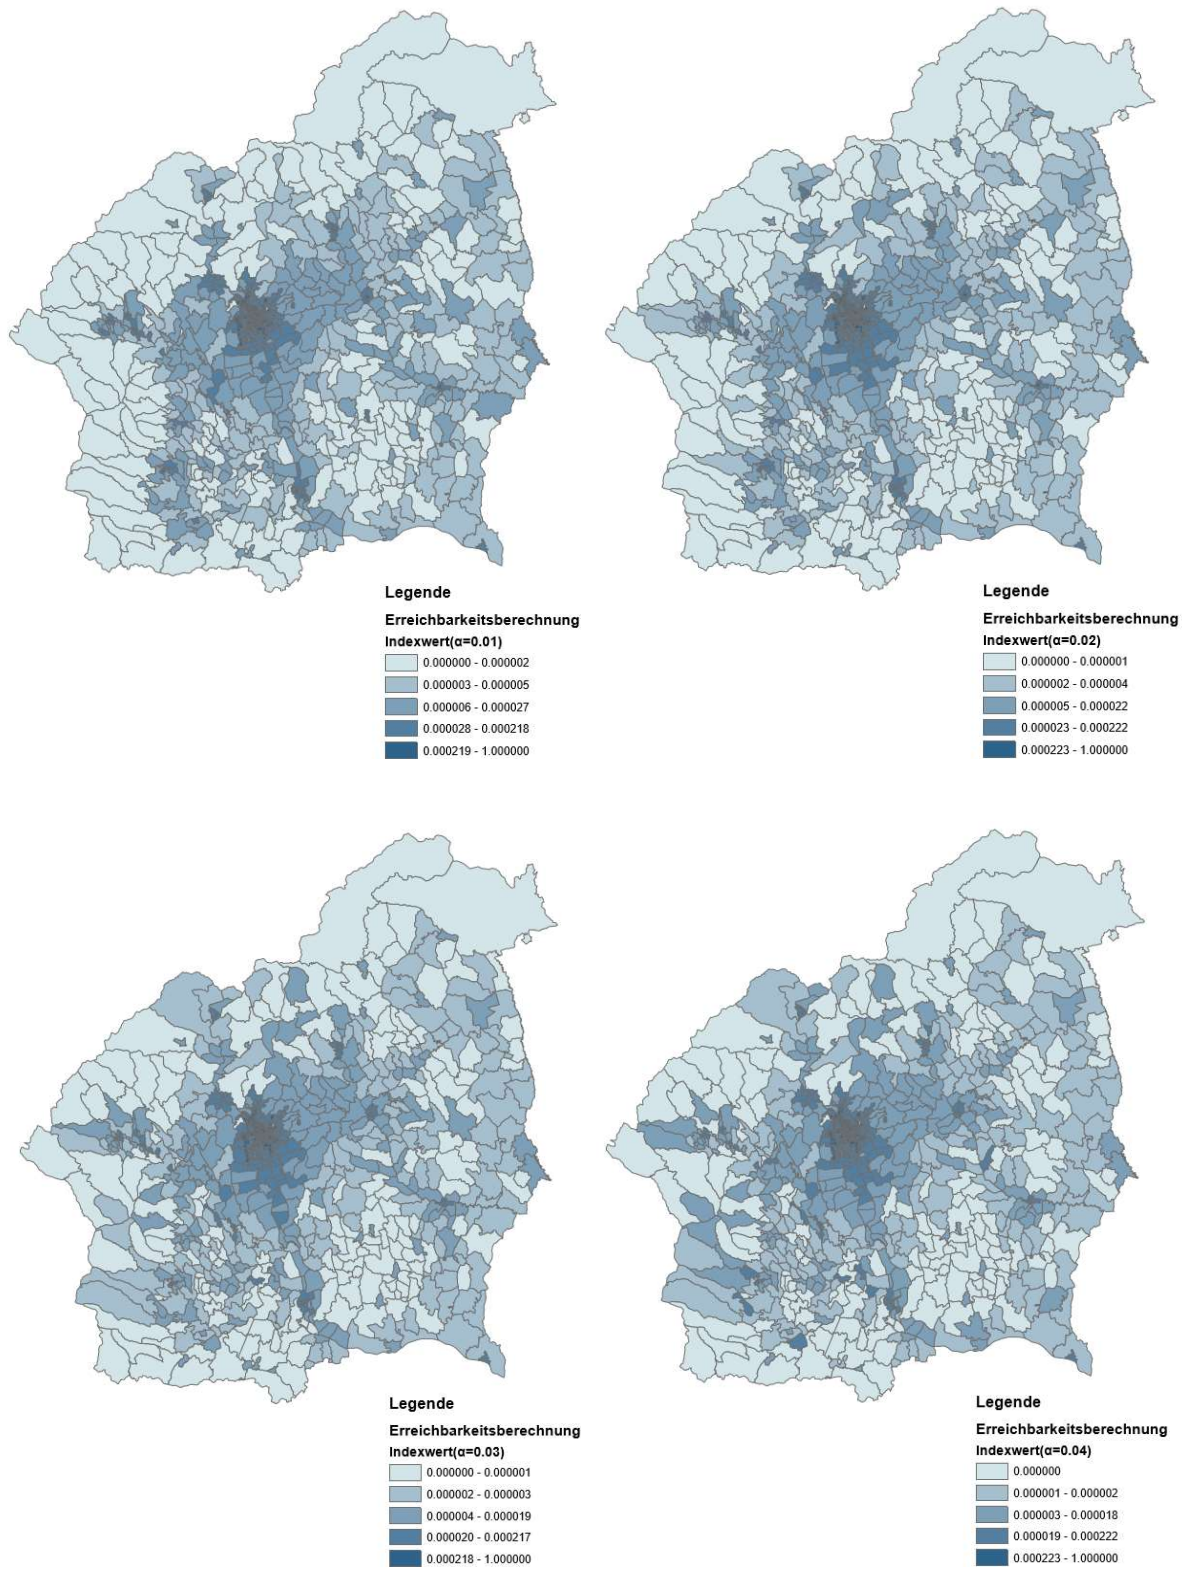 Legende
Erreichbarkeitsberechnung
Indexwert(α=0.01)
0.000000 - 0.000002
0.000003 - 0.000005
0.000006 - 0.000027
0.000028 - 0.000218
0.000219 - 1.000000
Legende
Erreichbarkeitsberechnung
Indexwert(α=0.02)
0.000000 - 0.000001
0.000002 - 0.000004
0.000005 - 0.000022
0.000023 - 0.000222
0.000223 - 1.000000
Legende
Erreichbarkeitsberechnung
Indexwert(α=0.03)
0.000000 - 0.000001
0.000002 - 0.000003
0.000004 - 0.000019
0.000020 - 0.000217
0.000218 - 1.000000
Legende
Erreichbarkeitsberechnung
Indexwert(α=0.04)
0.000000
0.000001 - 0.000002
0.000003 - 0.000018
0.000019 - 0.000222
0.000223 - 1.000000